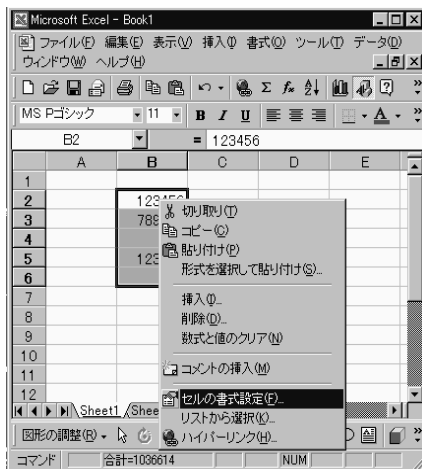 Microsoft Excel - Book1
ファイル(F) 編集(E) 表示(V) 挿入(I) 書式(O) ツール(T) データ(D)
ウィンドウ(W) ヘルプ(H)
MS Pゴシック 11 B I U
B2 = 123456
A B C D E
1
2 123456
3 789
4
5 123
6
7
8
9
10
11
12
切り取り(T)
コピー(C)
貼り付け(P)
形式を選択して貼り付け(S)...
挿入(I)...
削除(D)...
数式と値のクリア(N)
コメントの挿入(M)
セルの書式設定(F)...
リストから選択(K)...
ハイパーリンク(H)...
Sheet1 Shee
図形の調整(R)
コマンド 合計=1036614 NUM